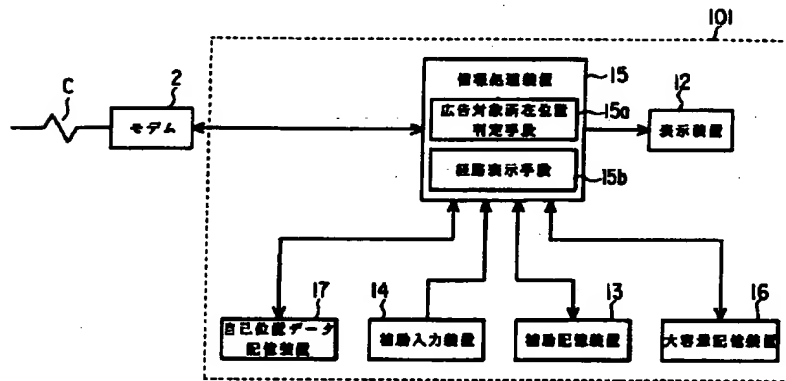 101
C
2
モデム
情報処理装置
15
広告対象所在位置
判定手段
15a
経路表示手段
15b
12
表示装置
17
自己位置データ
記憶装置
14
補助入力装置
13
補助記憶装置
16
大容量記憶装置